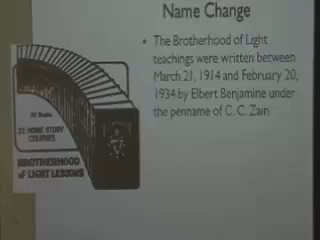 Name Change
• The Brotherhood of Light
teachings were written between
March 21, 1914 and February 20,
1934 by Elbert Benjamine under
the penname of C. C. Zain
21 HOME STUDY
COURSES
BROTHERHOOD
of LIGHT LESSONS